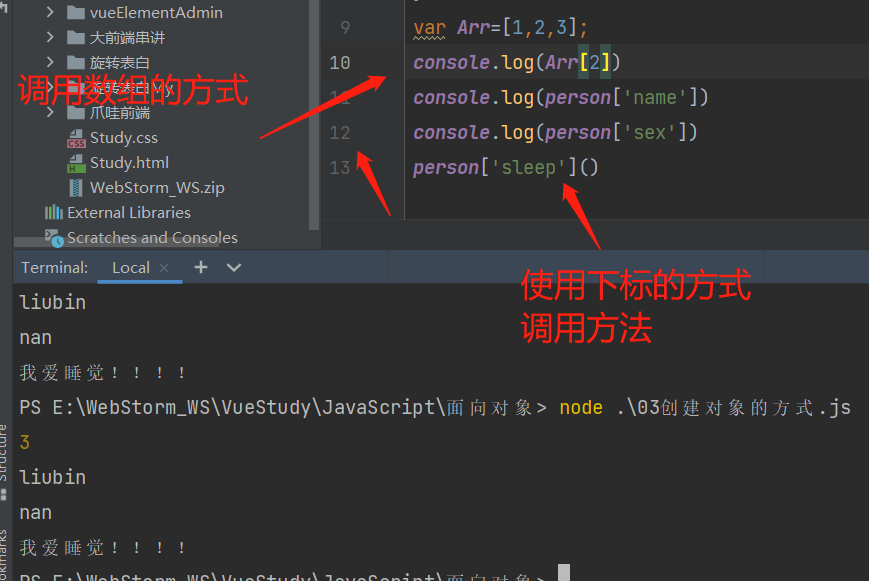 vueElementAdmin
大前端串讲
旋转表白
旋转表白My
爪哇前端
Study.css
Study.html
WebStorm_WS.zip
External Libraries
Scratches and Consoles
调用数组的方式
9 var Arr=[1,2,3];
10 console.log(Arr[2])
11 console.log(person['name'])
12 console.log(person['sex'])
13 person['sleep']()
使用下标的方式
调用方法
Terminal: Local × + 
liubin
nan
我爱睡觉！！！！
PS E:\WebStorm_WS\VueStudy\JavaScript\面向对象> node .\03创建对象的方式.js
3
liubin
nan
我爱睡觉！！！！
PS E:\WebStorm_WS\VueStudy\JavaScript\面向对象>
Structure